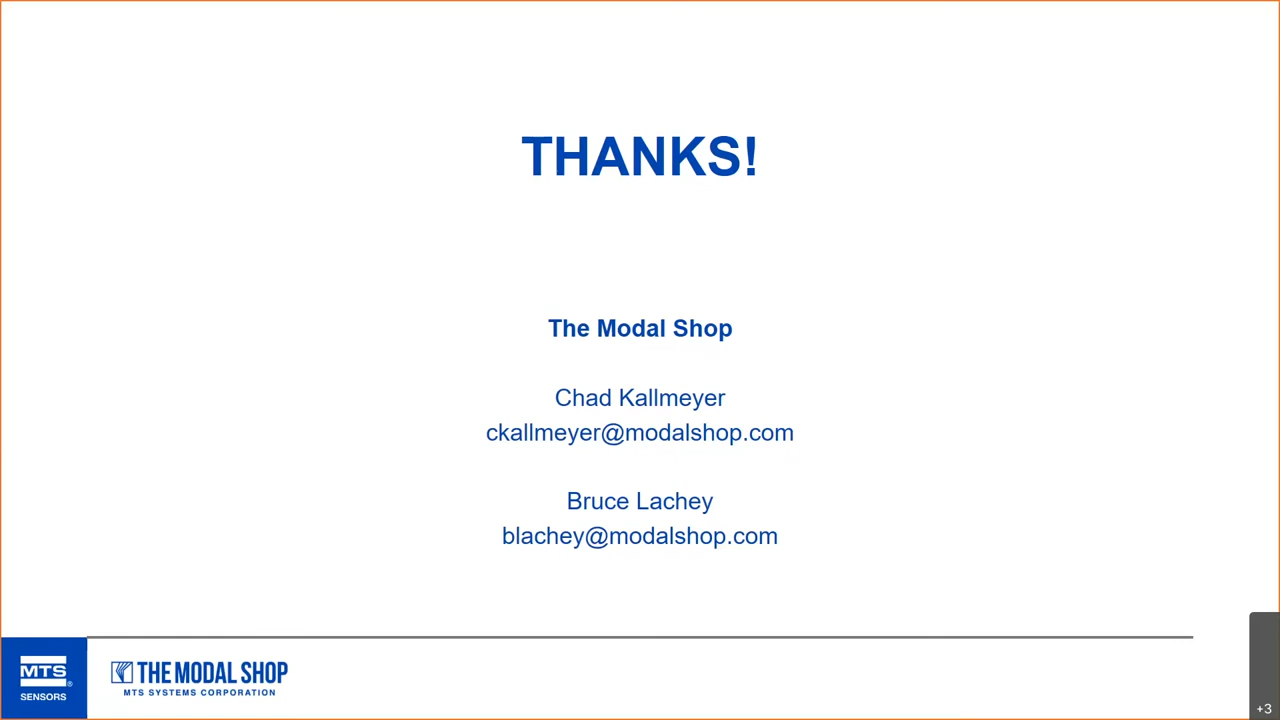 THANKS!
The Modal Shop
Chad Kallmeyer
ckallmeyer@modalshop.com
Bruce Lachey
blachey@modalshop.com
MTS®
SENSORS
THE MODAL SHOP
MTS SYSTEMS CORPORATION
+3